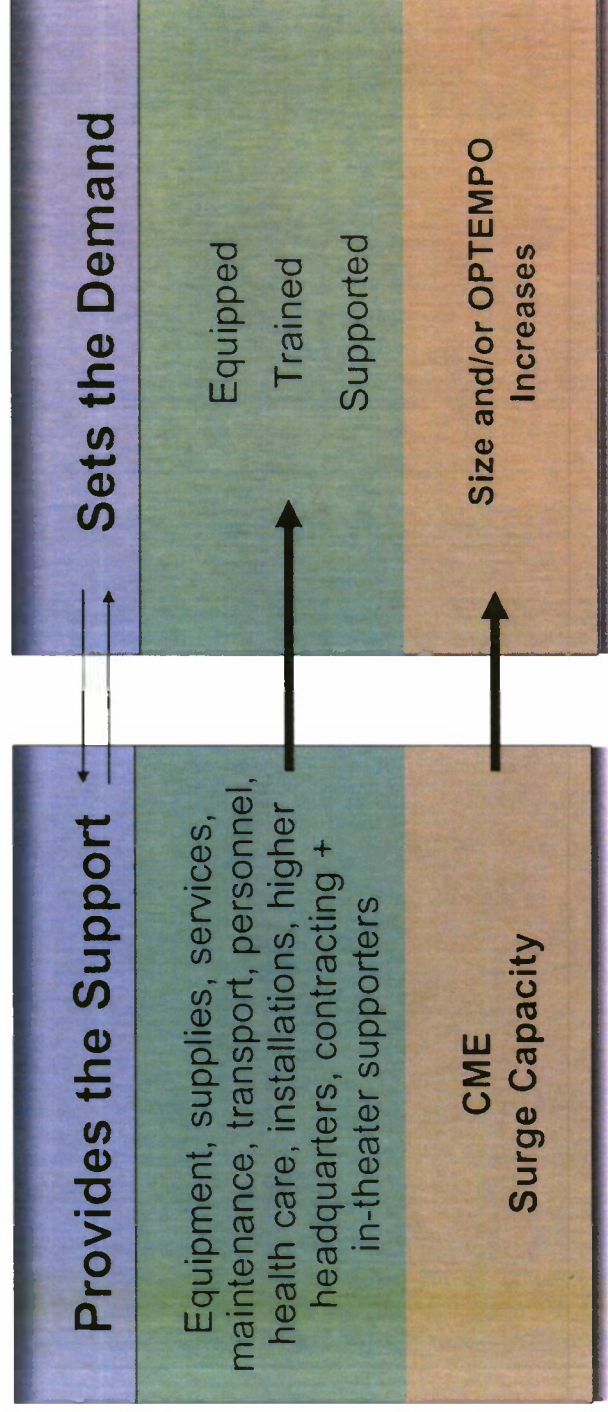 Provides the Support
Equipment, supplies, services,
maintenance, transport, personnel,
health care, installations, higher
headquarters, contracting +
in-theater supporters
CME
Surge Capacity
Sets the Demand
Equipped
Trained
Supported
Size and/or OPTEMPO
Increases